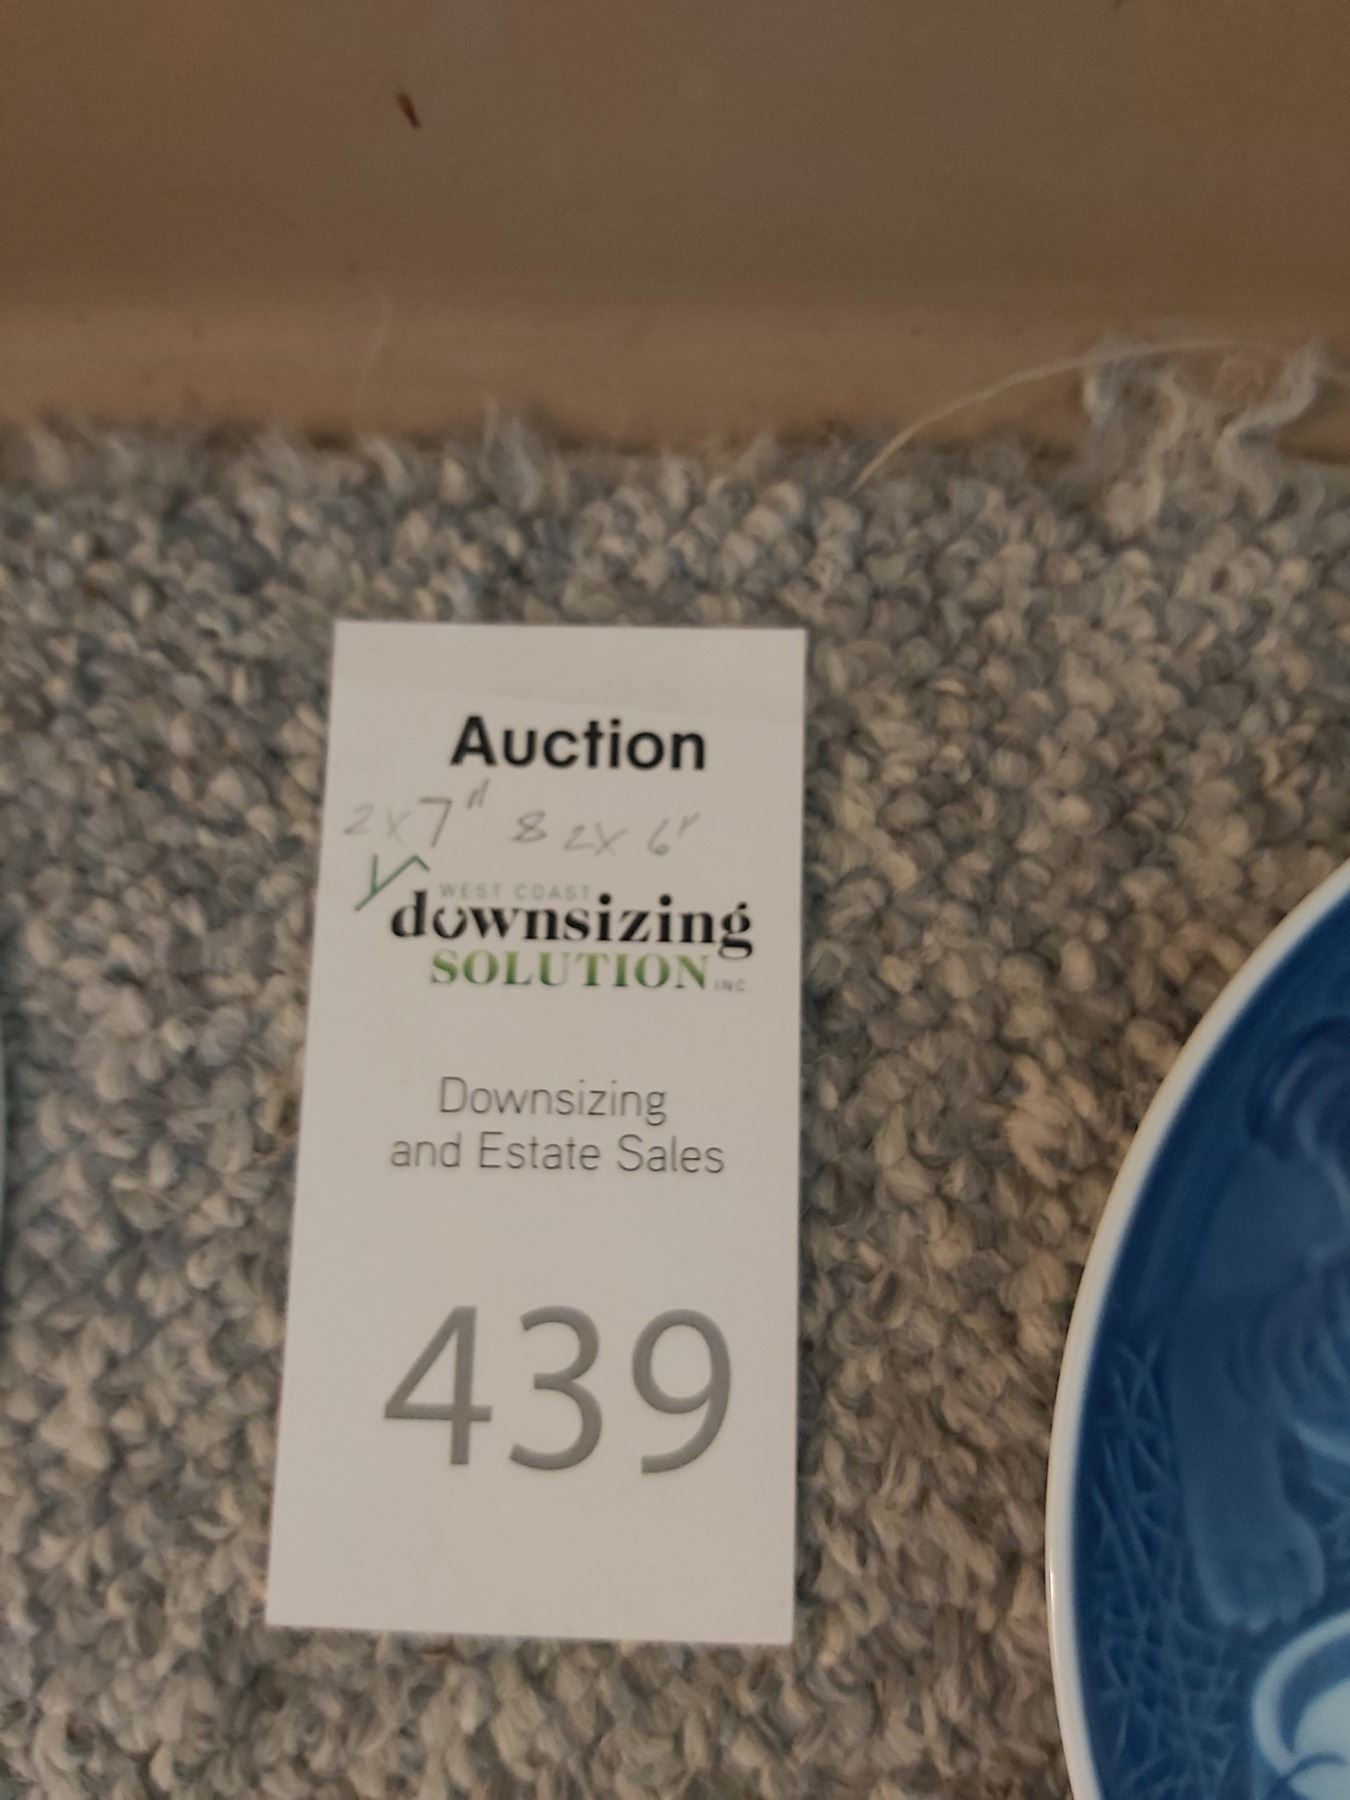 Auction
2x7" & 2x6"
WEST COAST
downsizing
SOLUTION INC.
Downsizing
and Estate Sales
439